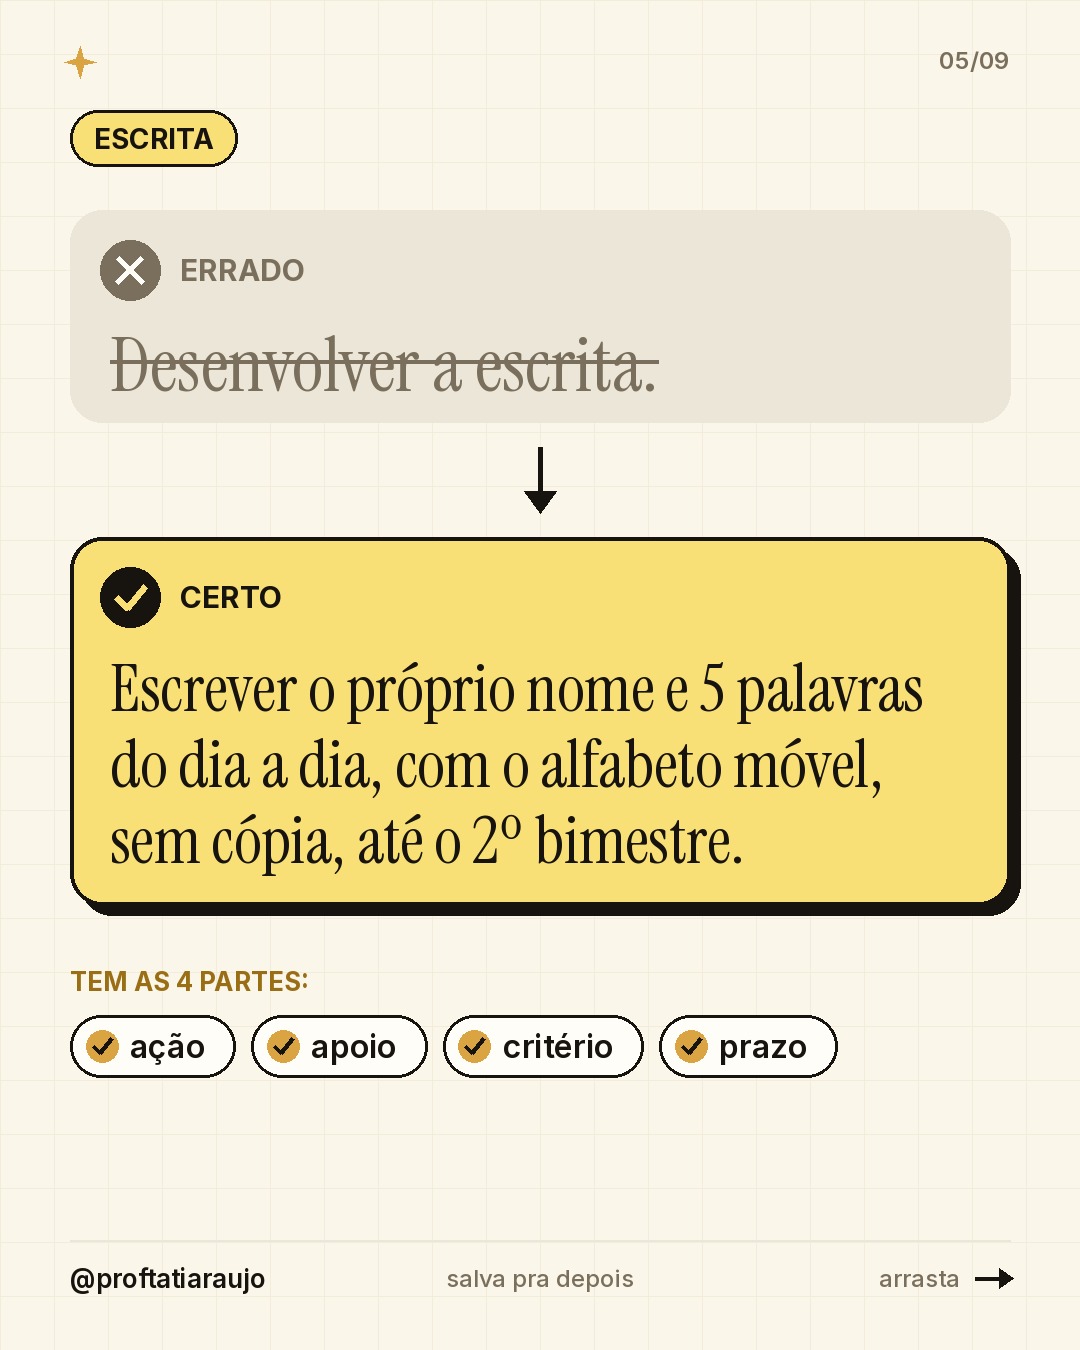 05/09
ESCRITA
ERRADO
Desenvolver a escrita.
CERTO
Escrever o próprio nome e 5 palavras
do dia a dia, com o alfabeto móvel,
sem cópia, até o 2º bimestre.
TEM AS 4 PARTES:
ação apoio critério prazo
@proftatiaraujo salva pra depois arrasta